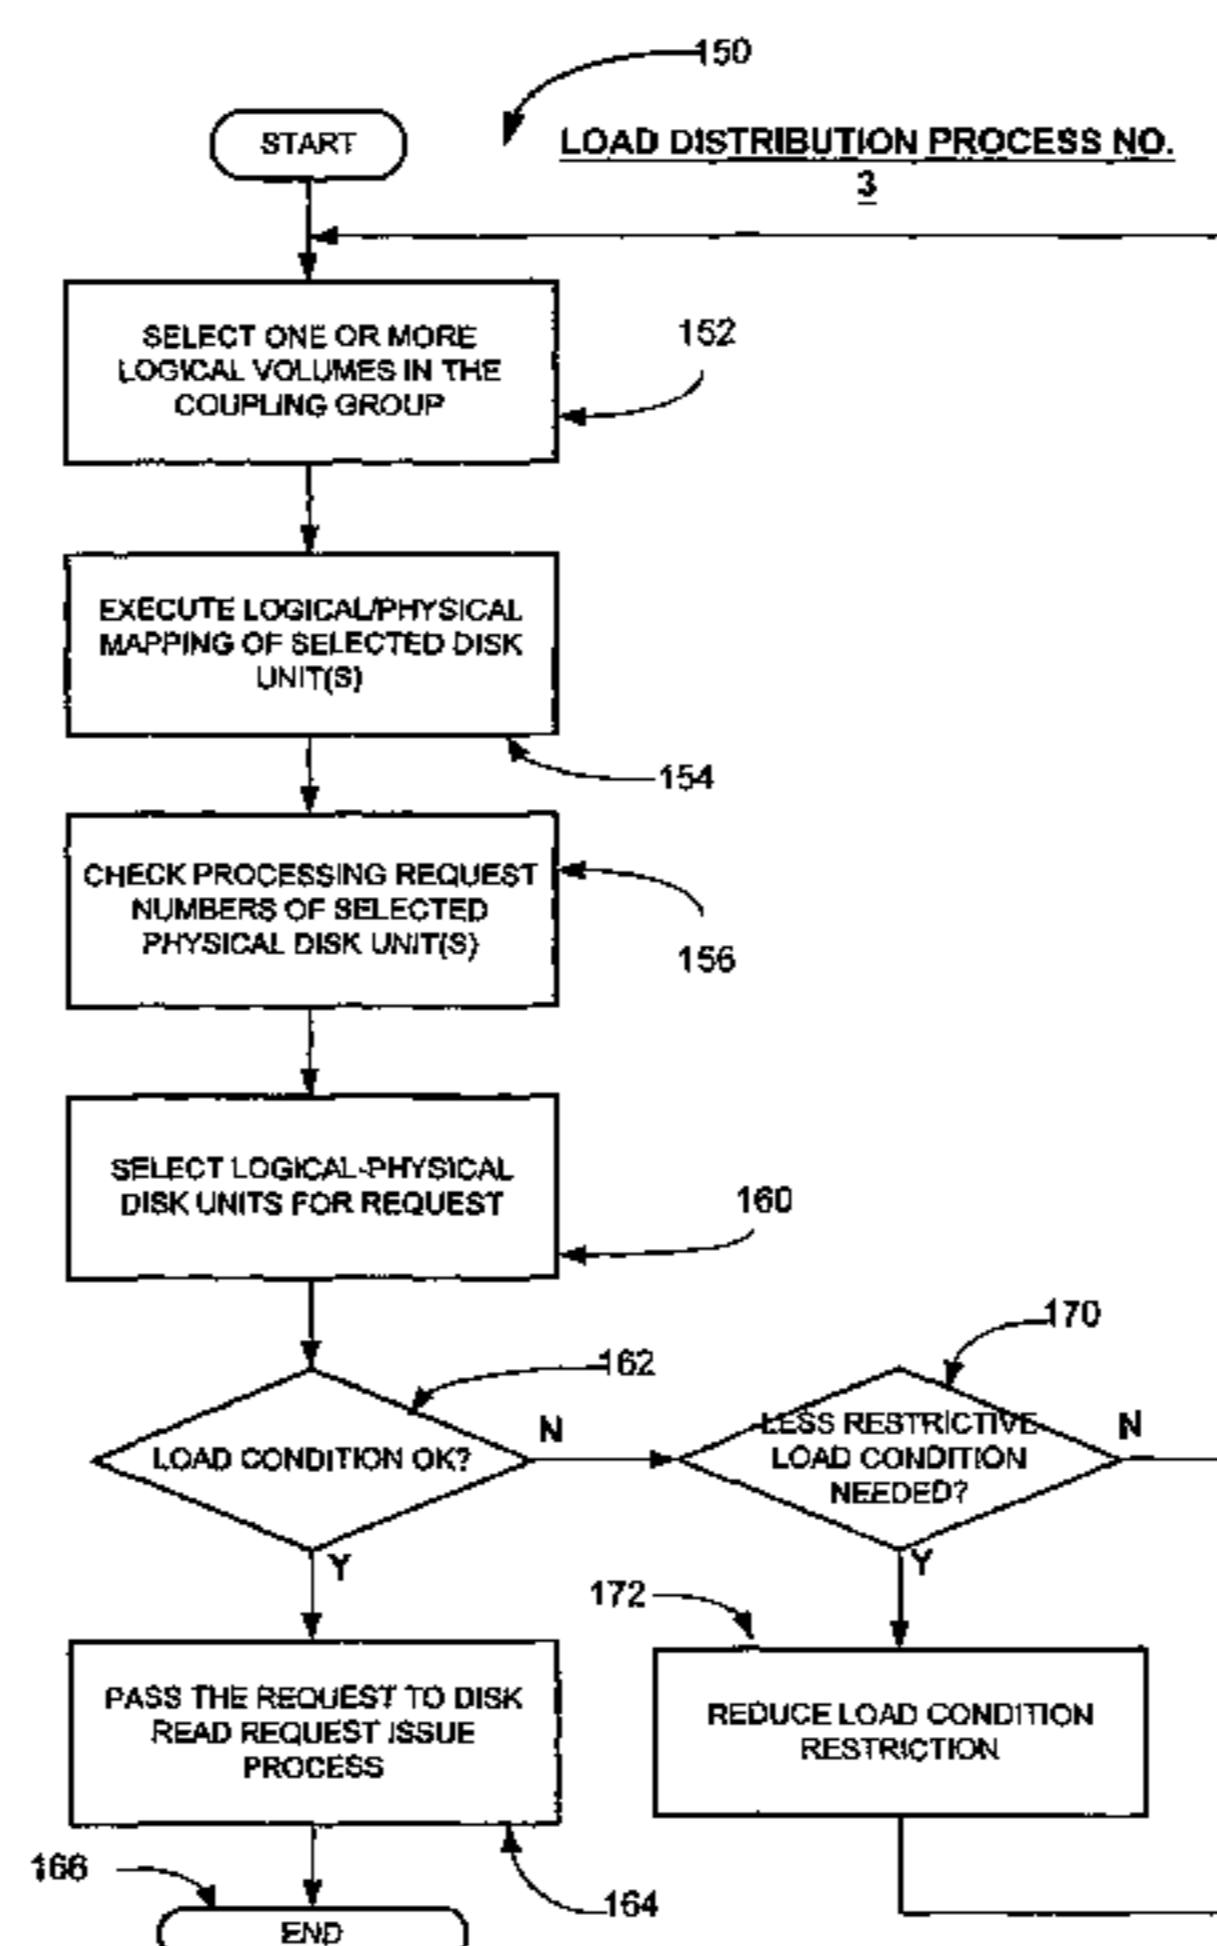 150
START
LOAD DISTRIBUTION PROCESS NO.
3
SELECT ONE OR MORE
LOGICAL VOLUMES IN THE
COUPLING GROUP
152
EXECUTE LOGICAL/PHYSICAL
MAPPING OF SELECTED DISK
UNIT(S)
154
CHECK PROCESSING REQUEST
NUMBERS OF SELECTED
PHYSICAL DISK UNIT(S)
156
SELECT LOGICAL-PHYSICAL
DISK UNITS FOR REQUEST
160
162
LOAD CONDITION OK?
N
Y
170
LESS RESTRICTIVE
LOAD CONDITION
NEEDED?
N
Y
172
PASS THE REQUEST TO DISK
READ REQUEST ISSUE
PROCESS
REDUCE LOAD CONDITION
RESTRICTION
164
166
END